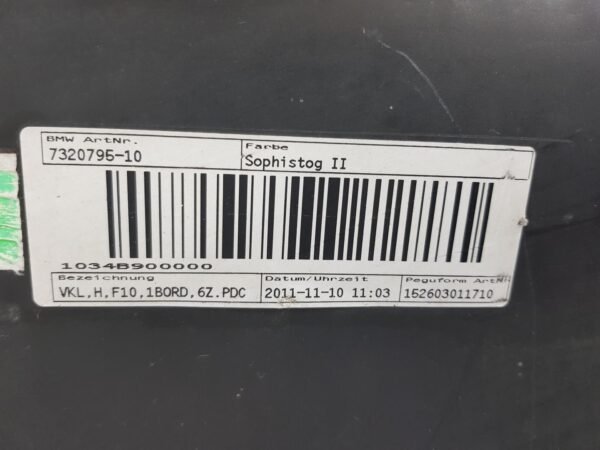 BMW ArtNr.
7320795-10
Farbe
Sophistog II
1034B900000
Bezeichnung
VKL,H,F10,1BORD,6Z.PDC
Datum/Uhrzeit
2011-11-10 11:03
Peguform ArtN
152603011710